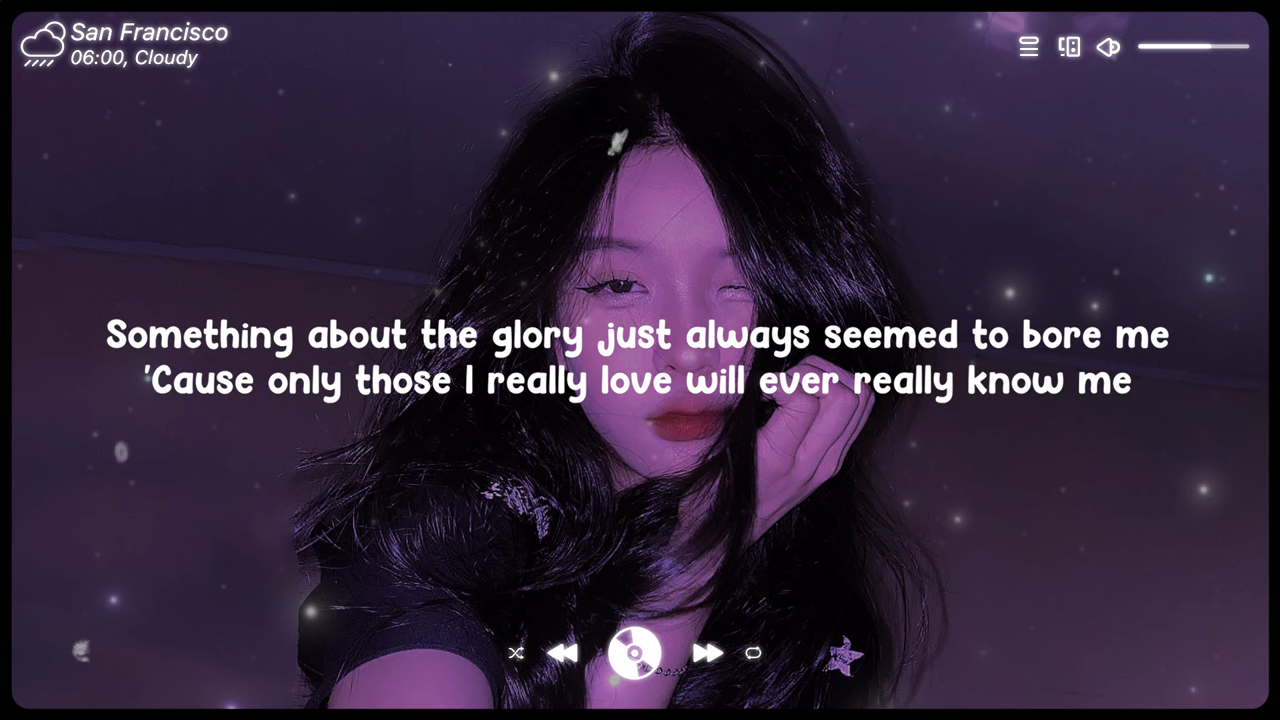 San Francisco
06:00, Cloudy
Something about the glory just always seemed to bore me
'Cause only those I really love will ever really know me